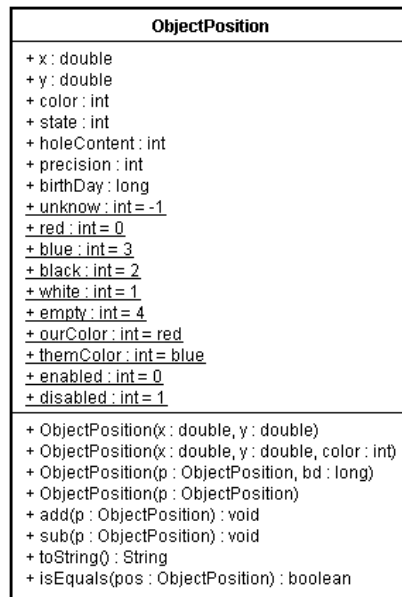 ObjectPosition
+ x : double
+ y : double
+ color : int
+ state : int
+ holeContent : int
+ precision : int
+ birthDay : long
+ unknow : int = -1
+ red : int = 0
+ blue : int = 3
+ black : int = 2
+ white : int = 1
+ empty : int = 4
+ ourColor : int = red
+ themColor : int = blue
+ enabled : int = 0
+ disabled : int = 1
+ ObjectPosition(x : double, y : double)
+ ObjectPosition(x : double, y : double, color : int)
+ ObjectPosition(p : ObjectPosition, bd : long)
+ ObjectPosition(p : ObjectPosition)
+ add(p : ObjectPosition) : void
+ sub(p : ObjectPosition) : void
+ toString() : String
+ isEquals(pos : ObjectPosition) : boolean